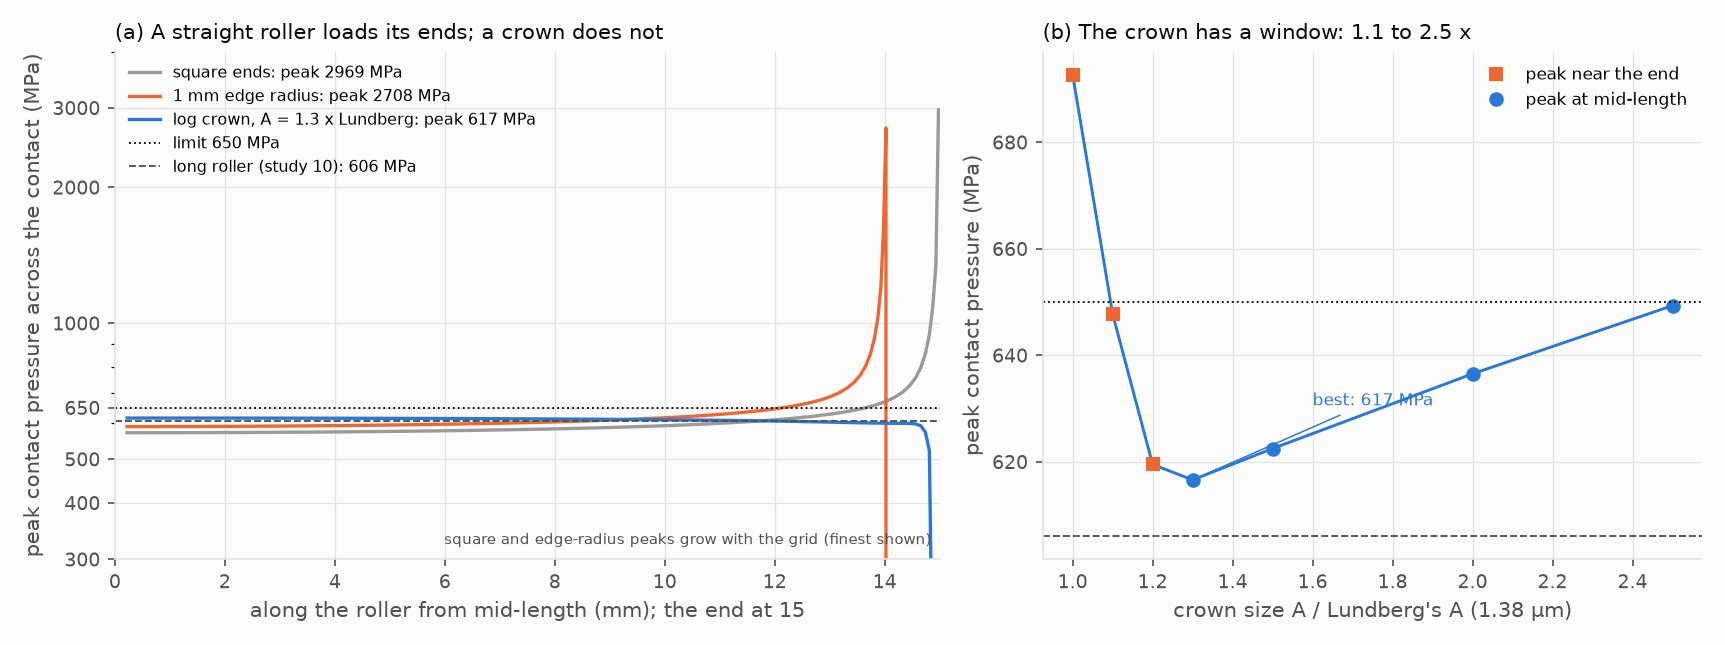 (a) A straight roller loads its ends; a crown does not
peak contact pressure across the contact (MPa)
square ends: peak 2969 MPa
1 mm edge radius: peak 2708 MPa
log crown, A = 1.3 x Lundberg: peak 617 MPa
limit 650 MPa
long roller (study 10): 606 MPa
3000
2000
1000
650
500
400
300
square and edge-radius peaks grow with the grid (finest shown)
0 2 4 6 8 10 12 14
along the roller from mid-length (mm); the end at 15
(b) The crown has a window: 1.1 to 2.5 x
peak contact pressure (MPa)
peak near the end
peak at mid-length
680
660
640
620
best: 617 MPa
1.0 1.2 1.4 1.6 1.8 2.0 2.2 2.4
crown size A / Lundberg's A (1.38 µm)